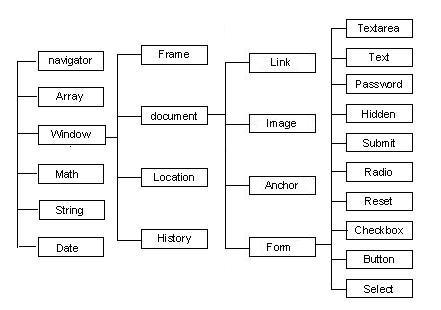 navigator
Array
Window
Math
String
Date
Frame
document
Location
History
Link
Image
Anchor
Form
Textarea
Text
Password
Hidden
Submit
Radio
Reset
Checkbox
Button
Select